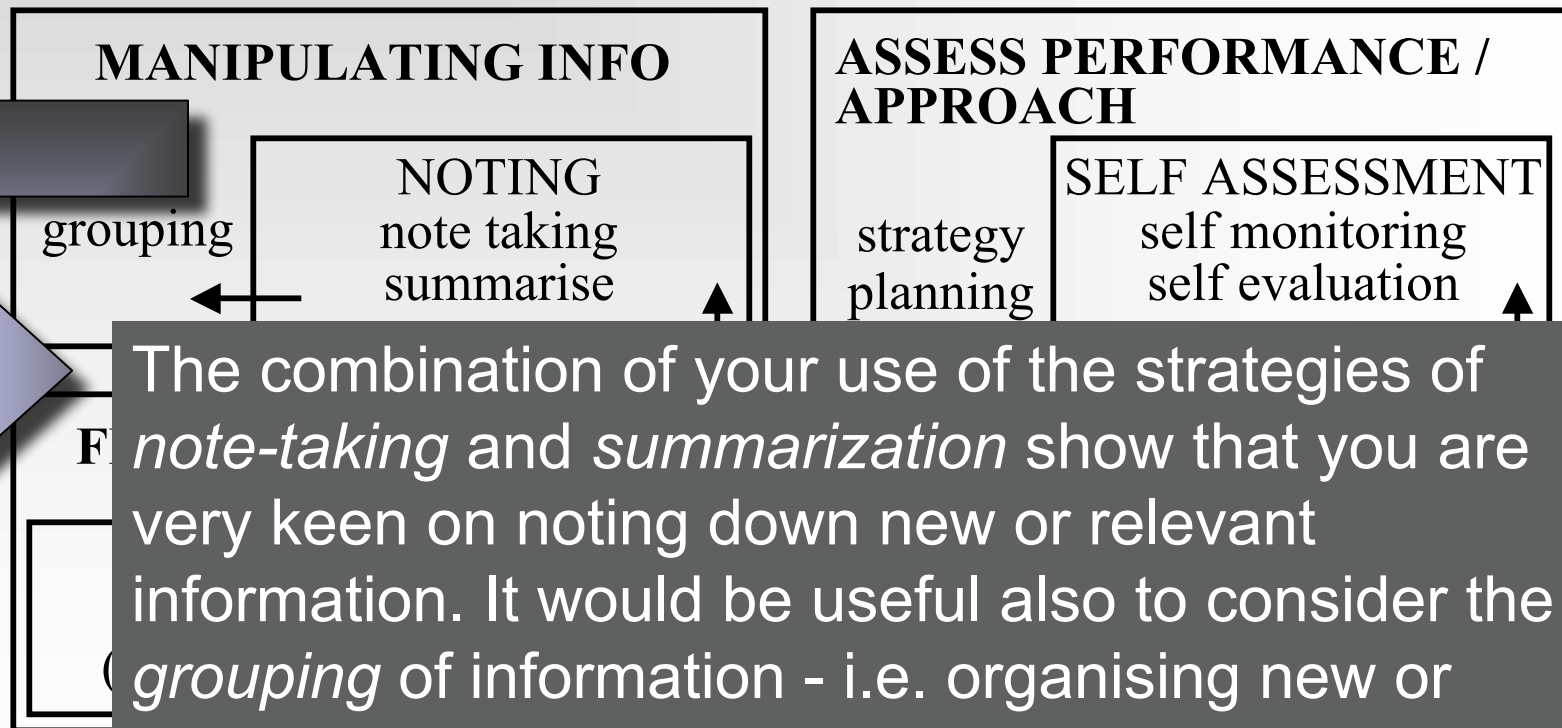 MANIPULATING INFO
NOTING
grouping
note taking
summarise
ASSESS PERFORMANCE /
APPROACH
SELF ASSESSMENT
strategy
planning
self monitoring
self evaluation
The combination of your use of the strategies of
note-taking and summarization show that you are
very keen on noting down new or relevant
information. It would be useful also to consider the
grouping of information - i.e. organising new or
F
(